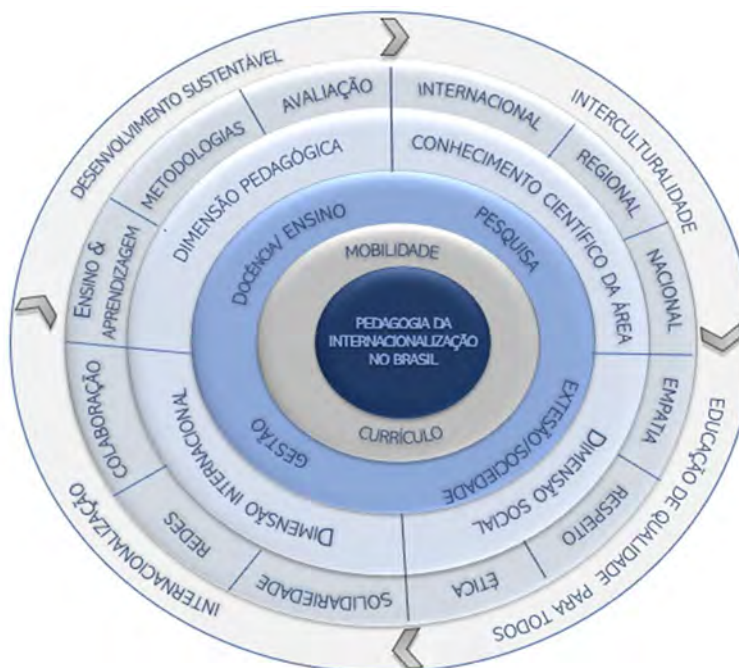 DESENVOLVIMENTO SUSTENTÁVEL
INTERCULTURALIDADE
EDUCAÇÃO DE QUALIDADE PARA TODOS
INTERNACIONALIZAÇÃO
ENSINO &
APRENDIZAGEM
METODOLOGIAS
AVALIAÇÃO
INTERNACIONAL
REGIONAL
NACIONAL
EMPATIA
RESPEITO
ÉTICA
SOLIDARIEDADE
REDES
COLABORAÇÃO
DIMENSÃO PEDAGÓGICA
CONHECIMENTO CIENTÍFICO DA ÁREA
DIMENSÃO SOCIAL
DIMENSÃO INTERNACIONAL
DOCÊNCIA/ ENSINO
PESQUISA
EXTESÃO/SOCIEDADE
GESTÃO
MOBILIDADE
CURRÍCULO
PEDAGOGIA DA
INTERNACIONALIZAÇÃO
NO BRASIL